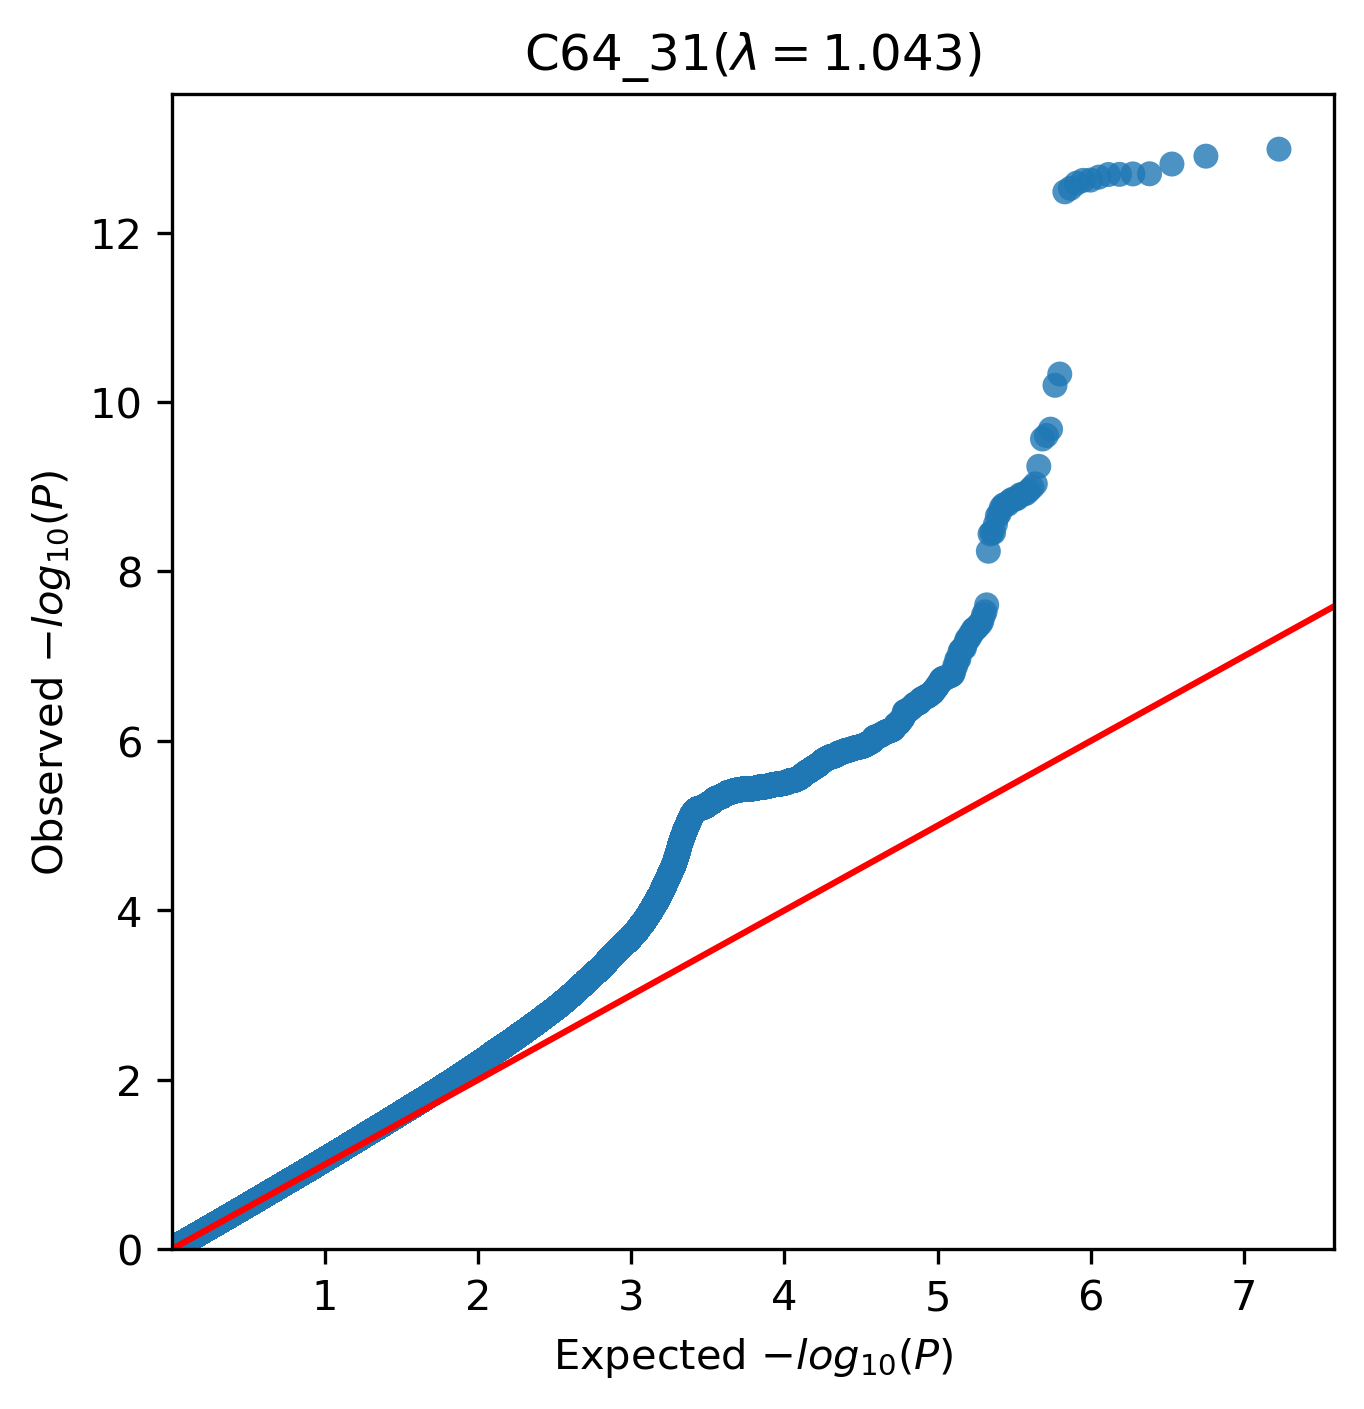 C64_31(λ = 1.043)
Observed −log₁₀(P)
12
10
8
6
4
2
0
1 2 3 4 5 6 7
Expected −log₁₀(P)